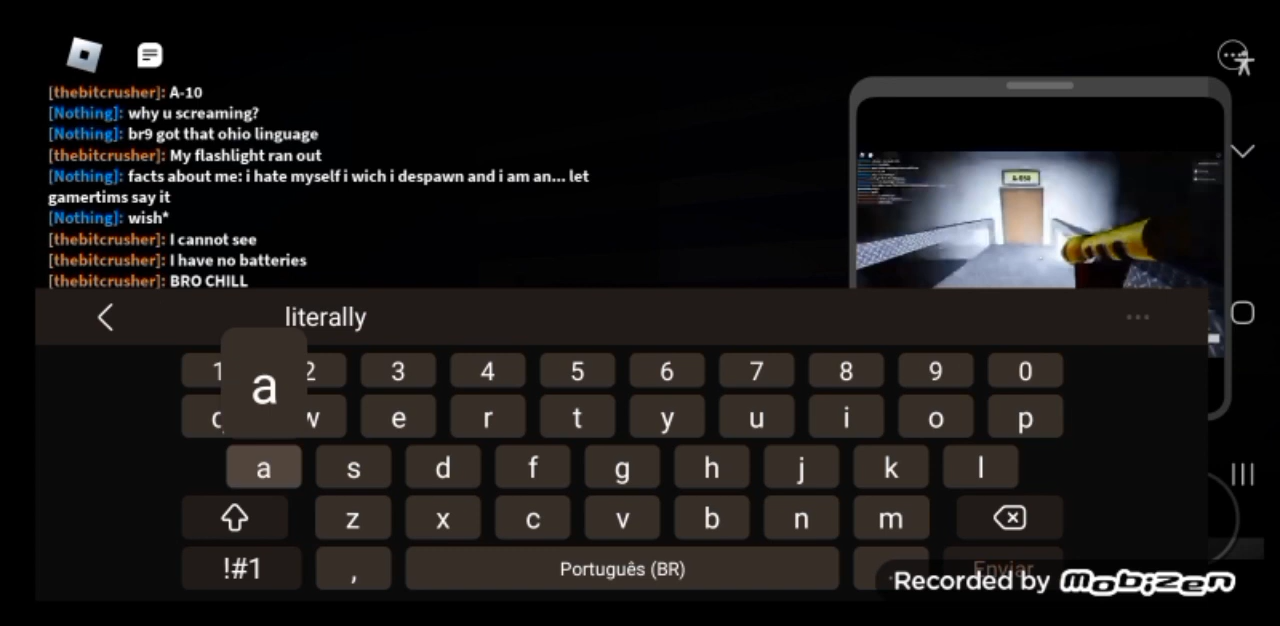 [thebitcrusher]: A-10
[Nothing]: why u screaming?
[Nothing]: br9 got that ohio linguage
[thebitcrusher]: My flashlight ran out
[Nothing]: facts about me: i hate myself i wich i despawn and i am an... let
gamertims say it
[Nothing]: wish*
[thebitcrusher]: I cannot see
[thebitcrusher]: I have no batteries
[thebitcrusher]: BRO CHILL
literally
a
1 2 3 4 5 6 7 8 9 0
q w e r t y u i o p
a s d f g h j k l
z x c v b n m
!#1 , Português (BR) . Enviar
Recorded by mobizen